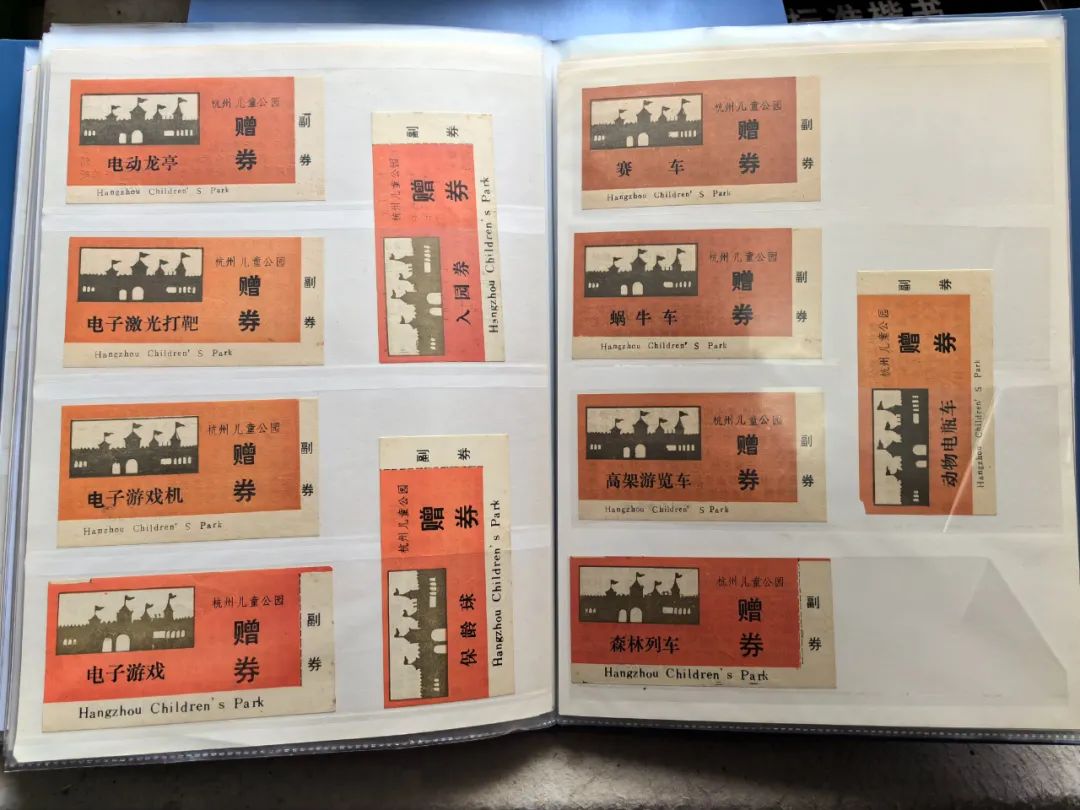 标准楷书
杭州儿童公园
赠
券
电动龙亭
副
券
Hangzhou Children' S Park
杭州儿童公园
赠
券
电子激光打靶
副
券
Hangzhou Children' S Park
杭州儿童公园
赠
券
电子游戏机
副
券
Hangzhou Children' S Park
杭州儿童公园
赠
券
电子游戏
副
券
Hangzhou Children's Park
副 券
杭州儿童公园
赠
券
入园券
Hangzhou Children's Park
副 券
杭州儿童公园
赠
券
保龄球
Hangzhou Children's Park
杭州儿童公园
赠
券
赛 车
副
券
Hangzhou Children' S Park
杭州儿童公园
赠
券
蜗牛车
副
券
Hangzhou Children' S Park
杭州儿童公园
赠
券
高架游览车
副
券
Hangzhou Children' S Park
杭州儿童公园
赠
券
森林列车
副
券
Hangzhou Children's Park
副 券
杭州儿童公园
赠
券
动物电瓶车
Hangzhou Children' S Park